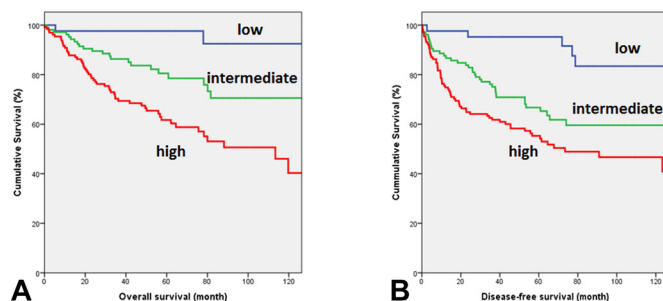 100
80
60
40
20
0
0 20 40 60 80 100 120
Cumulative Survival (%)
Overall survival (month)
low
intermediate
high
A
100
80
60
40
20
0
0 20 40 60 80 100 120
Cummulative Survival (%)
Disease-free survival (month)
low
intermediate
high
B